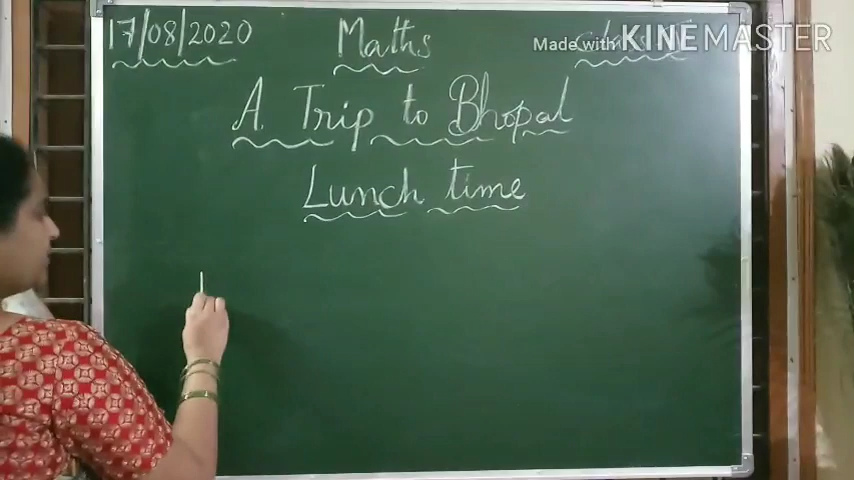 17/08/2020 Maths
Made with KINEMASTER
A Trip to Bhopal
Lunch time